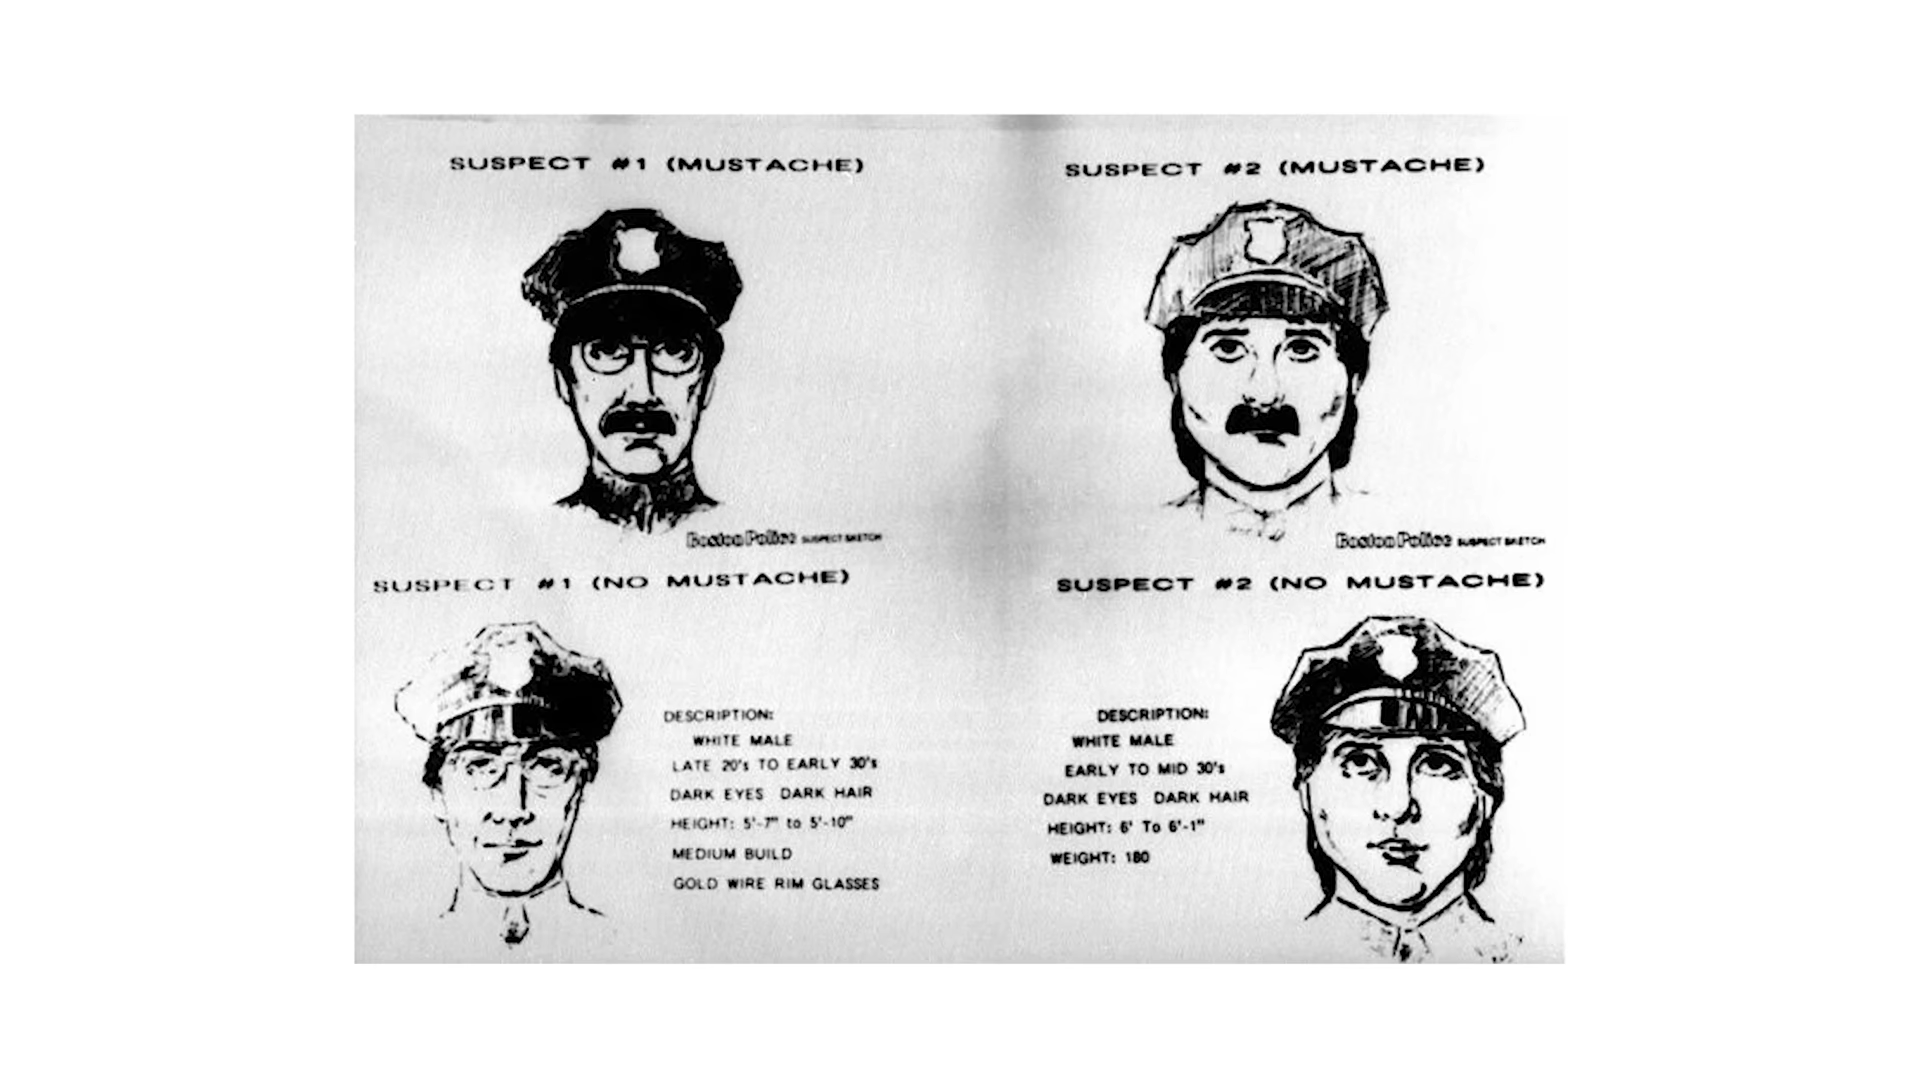 SUSPECT #1 (MUSTACHE)
Boston Police SUSPECT SKETCH
SUSPECT #2 (MUSTACHE)
Boston Police SUSPECT SKETCH
SUSPECT #1 (NO MUSTACHE)
DESCRIPTION:
WHITE MALE
LATE 20's TO EARLY 30's
DARK EYES DARK HAIR
HEIGHT: 5'-7" to 5'-10"
MEDIUM BUILD
GOLD WIRE RIM GLASSES
SUSPECT #2 (NO MUSTACHE)
DESCRIPTION:
WHITE MALE
EARLY TO MID 30's
DARK EYES DARK HAIR
HEIGHT: 6' To 6'-1"
WEIGHT: 180